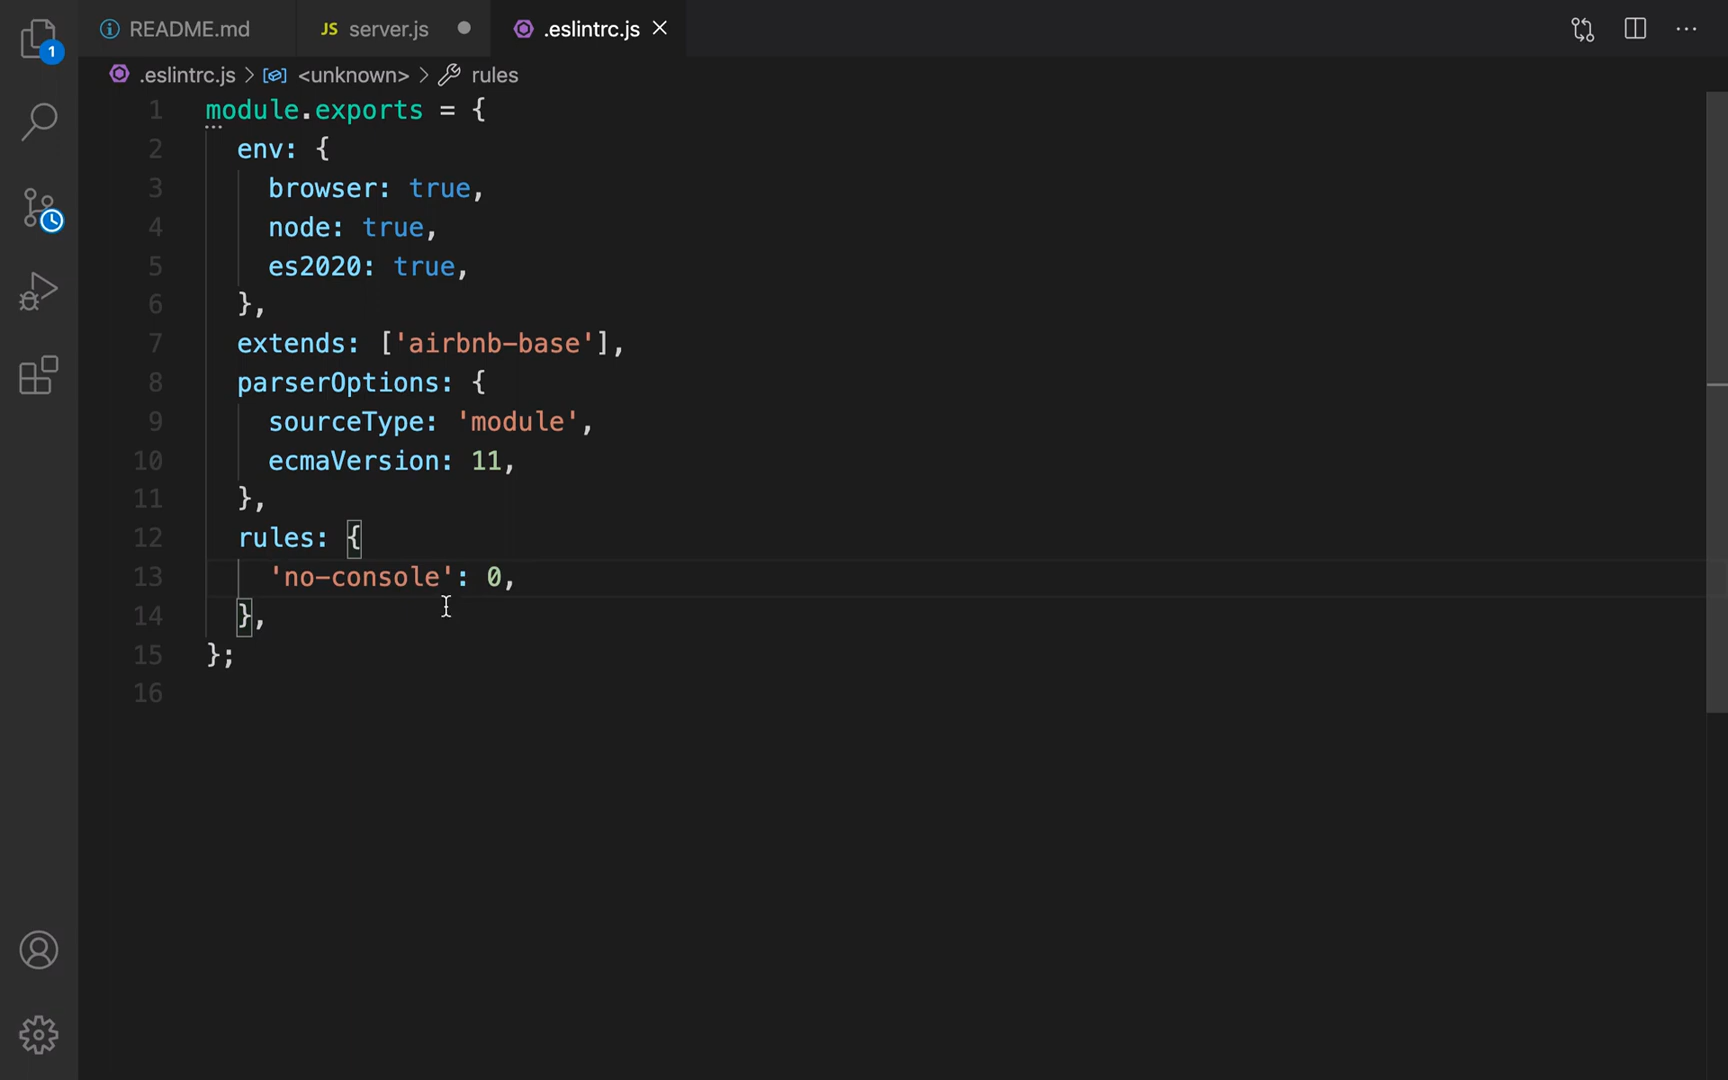 README.md JS server.js .eslintrc.js
1
.eslintrc.js > <unknown> > rules
1 module.exports = {
2 env: {
3 browser: true,
4 node: true,
5 es2020: true,
6 },
7 extends: ['airbnb-base'],
8 parserOptions: {
9 sourceType: 'module',
10 ecmaVersion: 11,
11 },
12 rules: {
13 'no-console': 0,
14 },
15 };
16